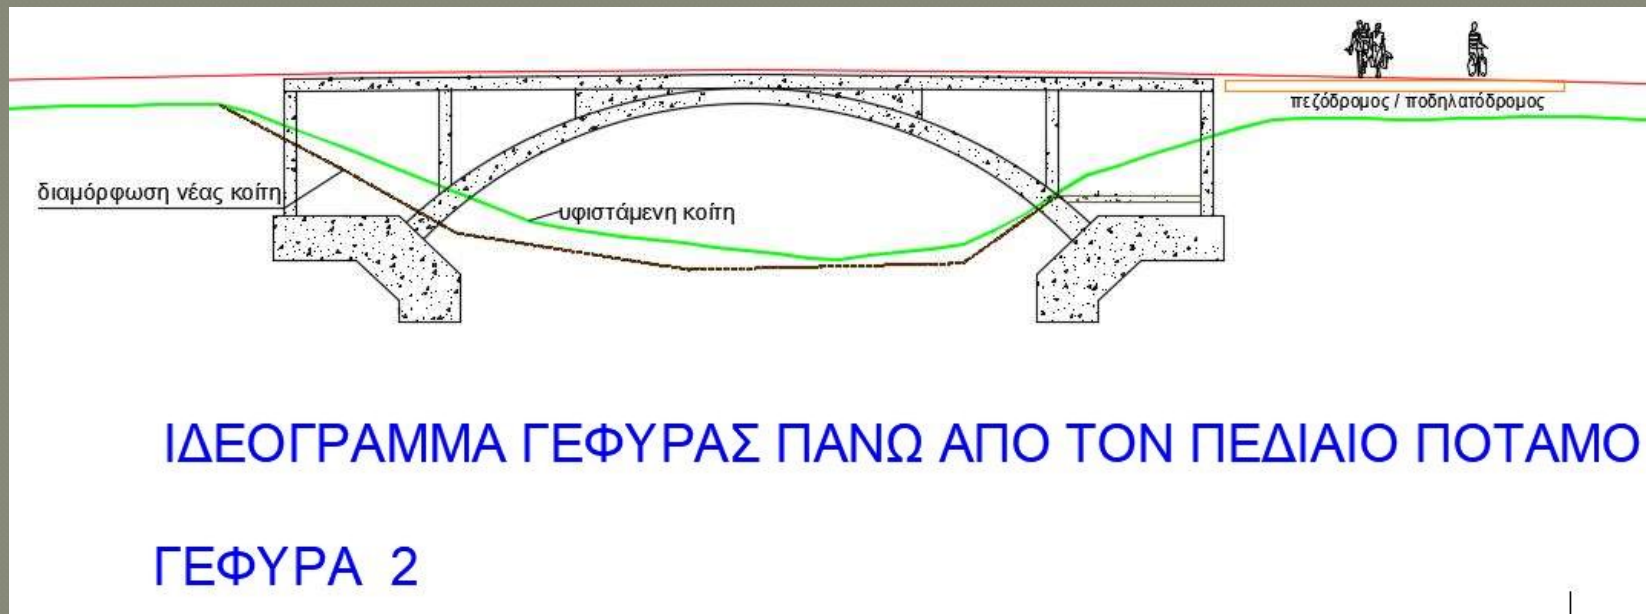 πεζόδρομος / ποδηλατόδρομος
διαμόρφωση νέας κοίτη
υφιστάμενη κοίτη
ΙΔΕΟΓΡΑΜΜΑ ΓΕΦΥΡΑΣ ΠΑΝΩ ΑΠΟ ΤΟΝ ΠΕΔΙΑΙΟ ΠΟΤΑΜΟ
ΓΕΦΥΡΑ 2